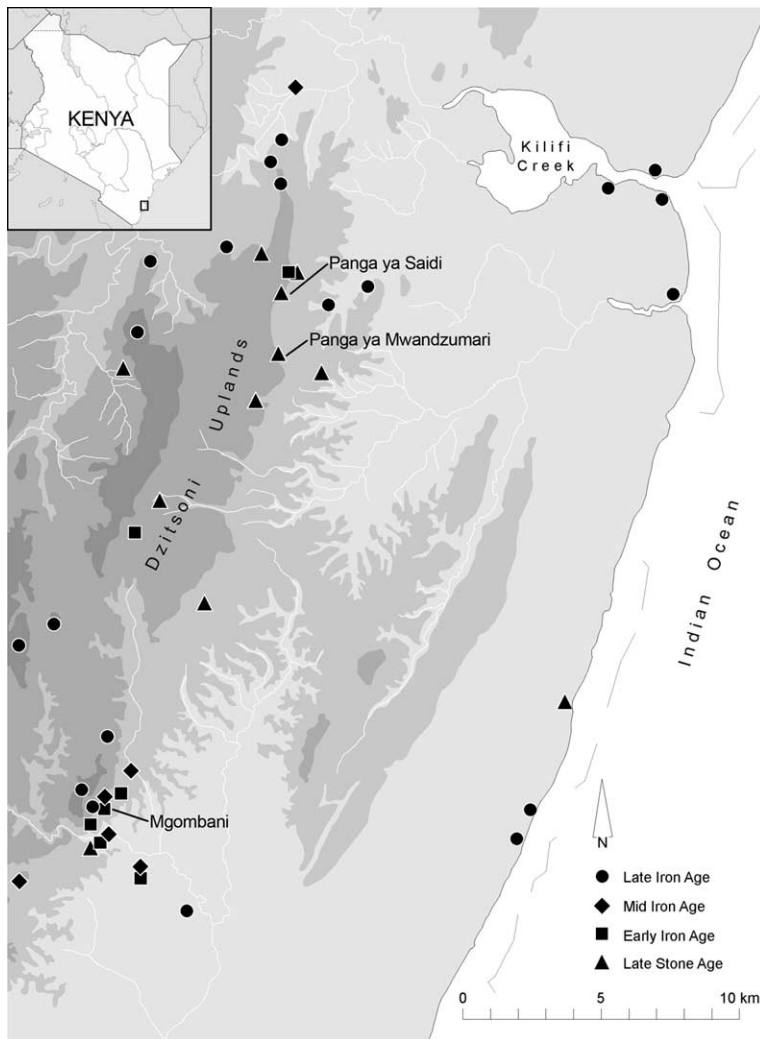 KENYA
Kilifi
Creek
Panga ya Saidi
Panga ya Mwandzumari
Dzitsoni Uplands
Indian Ocean
Mgombani
N
Late Iron Age
Mid Iron Age
Early Iron Age
Late Stone Age
0 5 10 km